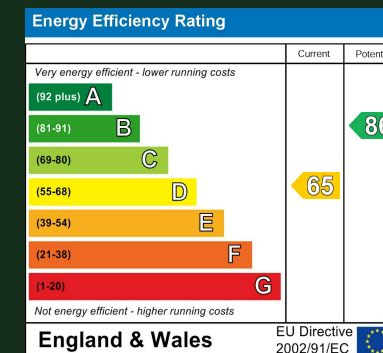 Energy Efficiency Rating
Current
Very energy efficient - lower running costs
(92 plus) A
(81-91) B
86
(69-80) C
(55-68) D
65
(39-54) E
(21-38) F
(1-20) G
Not energy efficient - higher running costs
England & Wales
EU Directive
2002/91/EC